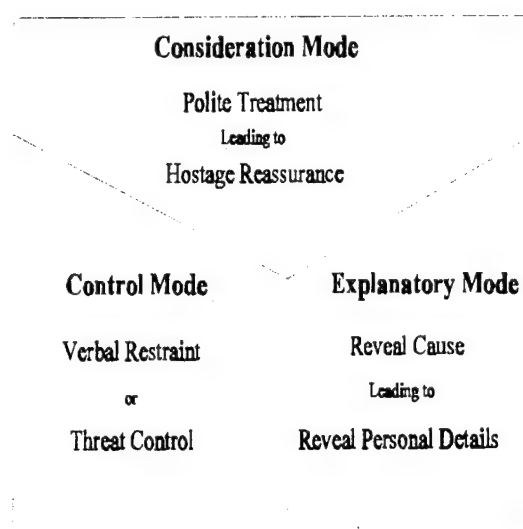 Consideration Mode
Polite Treatment
Leading to
Hostage Reassurance
Control Mode
Verbal Restraint
or
Threat Control
Explanatory Mode
Reveal Cause
Leading to
Reveal Personal Details